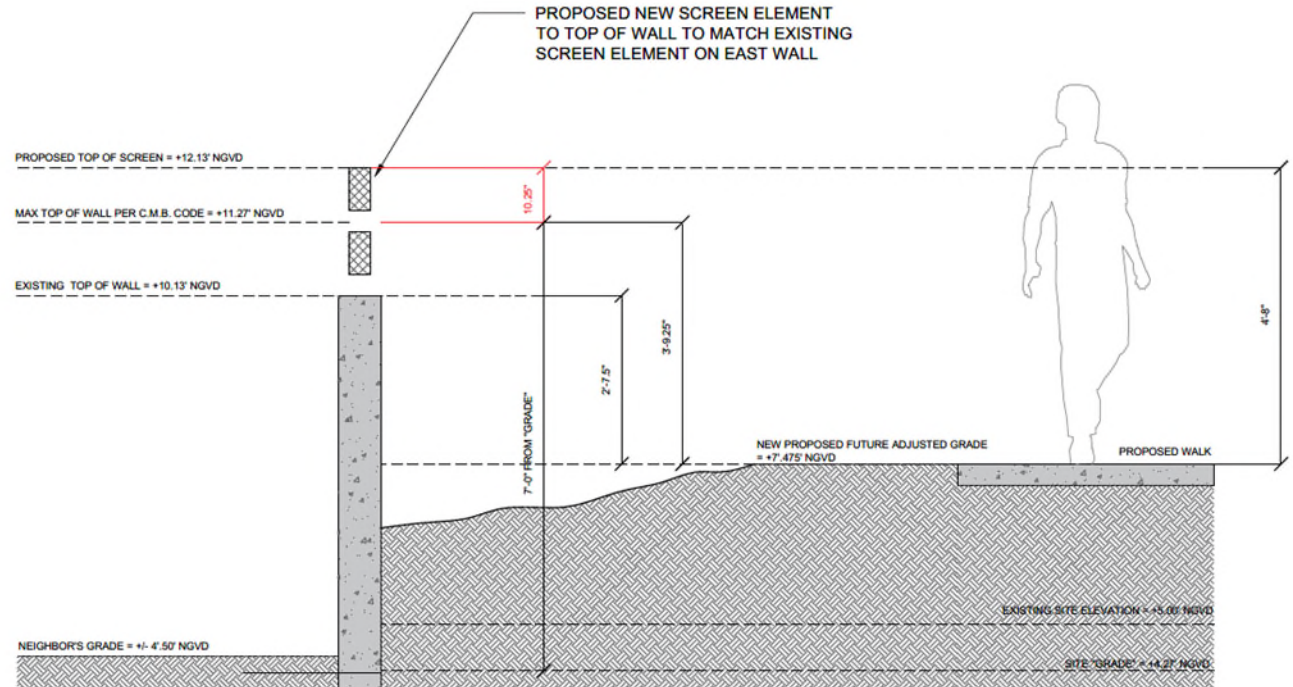 PROPOSED NEW SCREEN ELEMENT
TO TOP OF WALL TO MATCH EXISTING
SCREEN ELEMENT ON EAST WALL
PROPOSED TOP OF SCREEN = +12.13' NGVD
10.25"
MAX TOP OF WALL PER C.M.B. CODE = +11.27' NGVD
EXISTING TOP OF WALL = +10.13' NGVD
4'-8"
3'-9.25"
2'-7.5"
7'-0" FROM "GRADE"
NEW PROPOSED FUTURE ADJUSTED GRADE
= +7'.475' NGVD
PROPOSED WALK
EXISTING SITE ELEVATION = +5.00' NGVD
NEIGHBOR'S GRADE = +/- 4'.50' NGVD
SITE "GRADE" = +4.27' NGVD